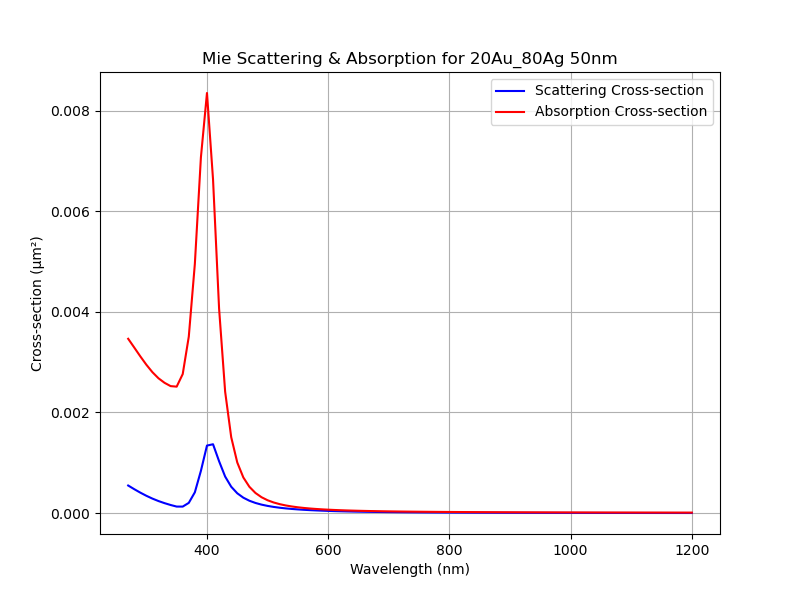 Mie Scattering & Absorption for 20Au_80Ag 50nm
Scattering Cross-section
Absorption Cross-section
Cross-section (µm²)
0.008
0.006
0.004
0.002
0.000
400
600
800
1000
1200
Wavelength (nm)